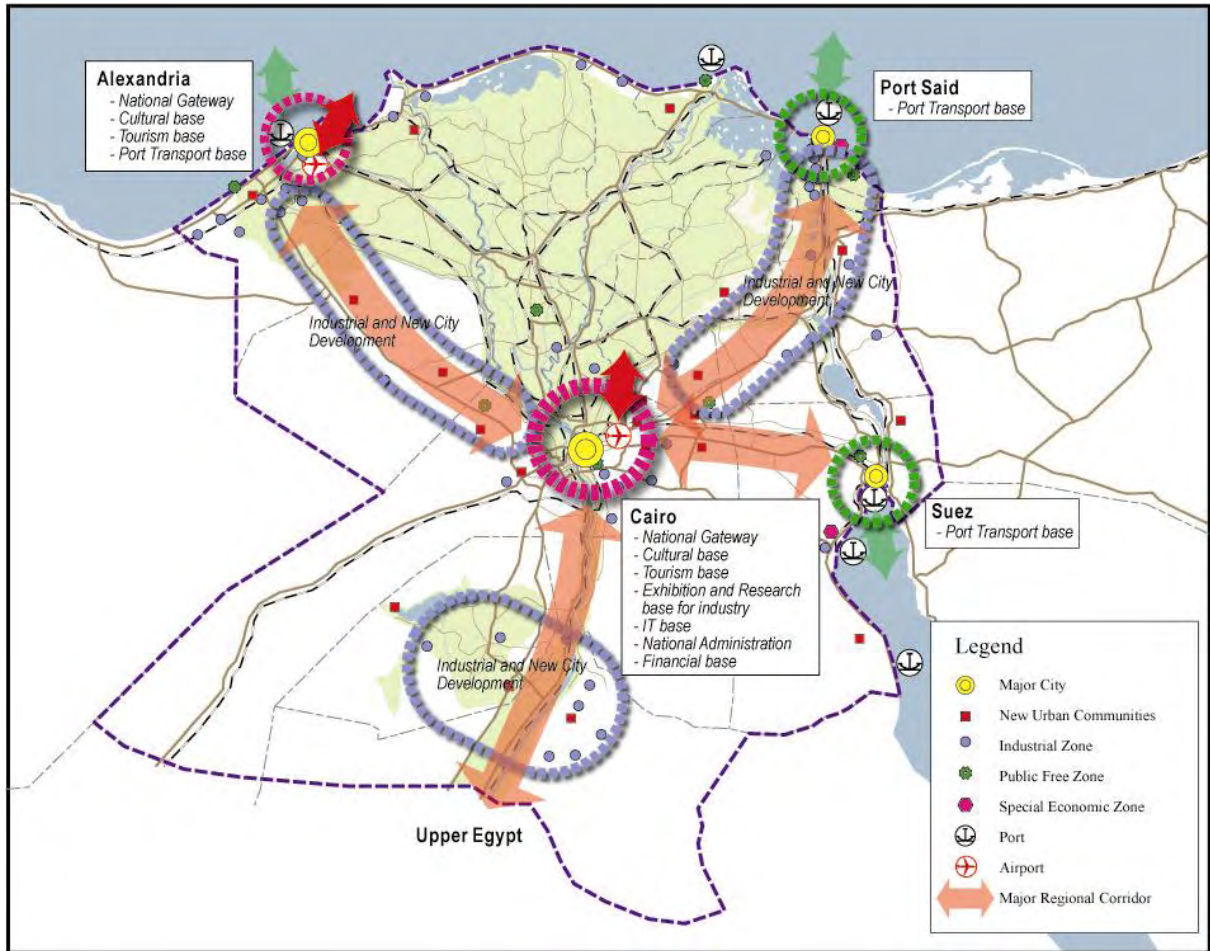 Alexandria
- National Gateway
- Cultural base
- Tourism base
- Port Transport base
Port Said
- Port Transport base
Industrial and New City
Development
Industrial and New City
Development
Cairo
- National Gateway
- Cultural base
- Tourism base
- Exhibition and Research
base for industry
- IT base
- National Administration
- Financial base
Suez
- Port Transport base
Industrial and New City
Development
Upper Egypt
Legend
Major City
New Urban Communities
Industrial Zone
Public Free Zone
Special Economic Zone
Port
Airport
Major Regional Corridor